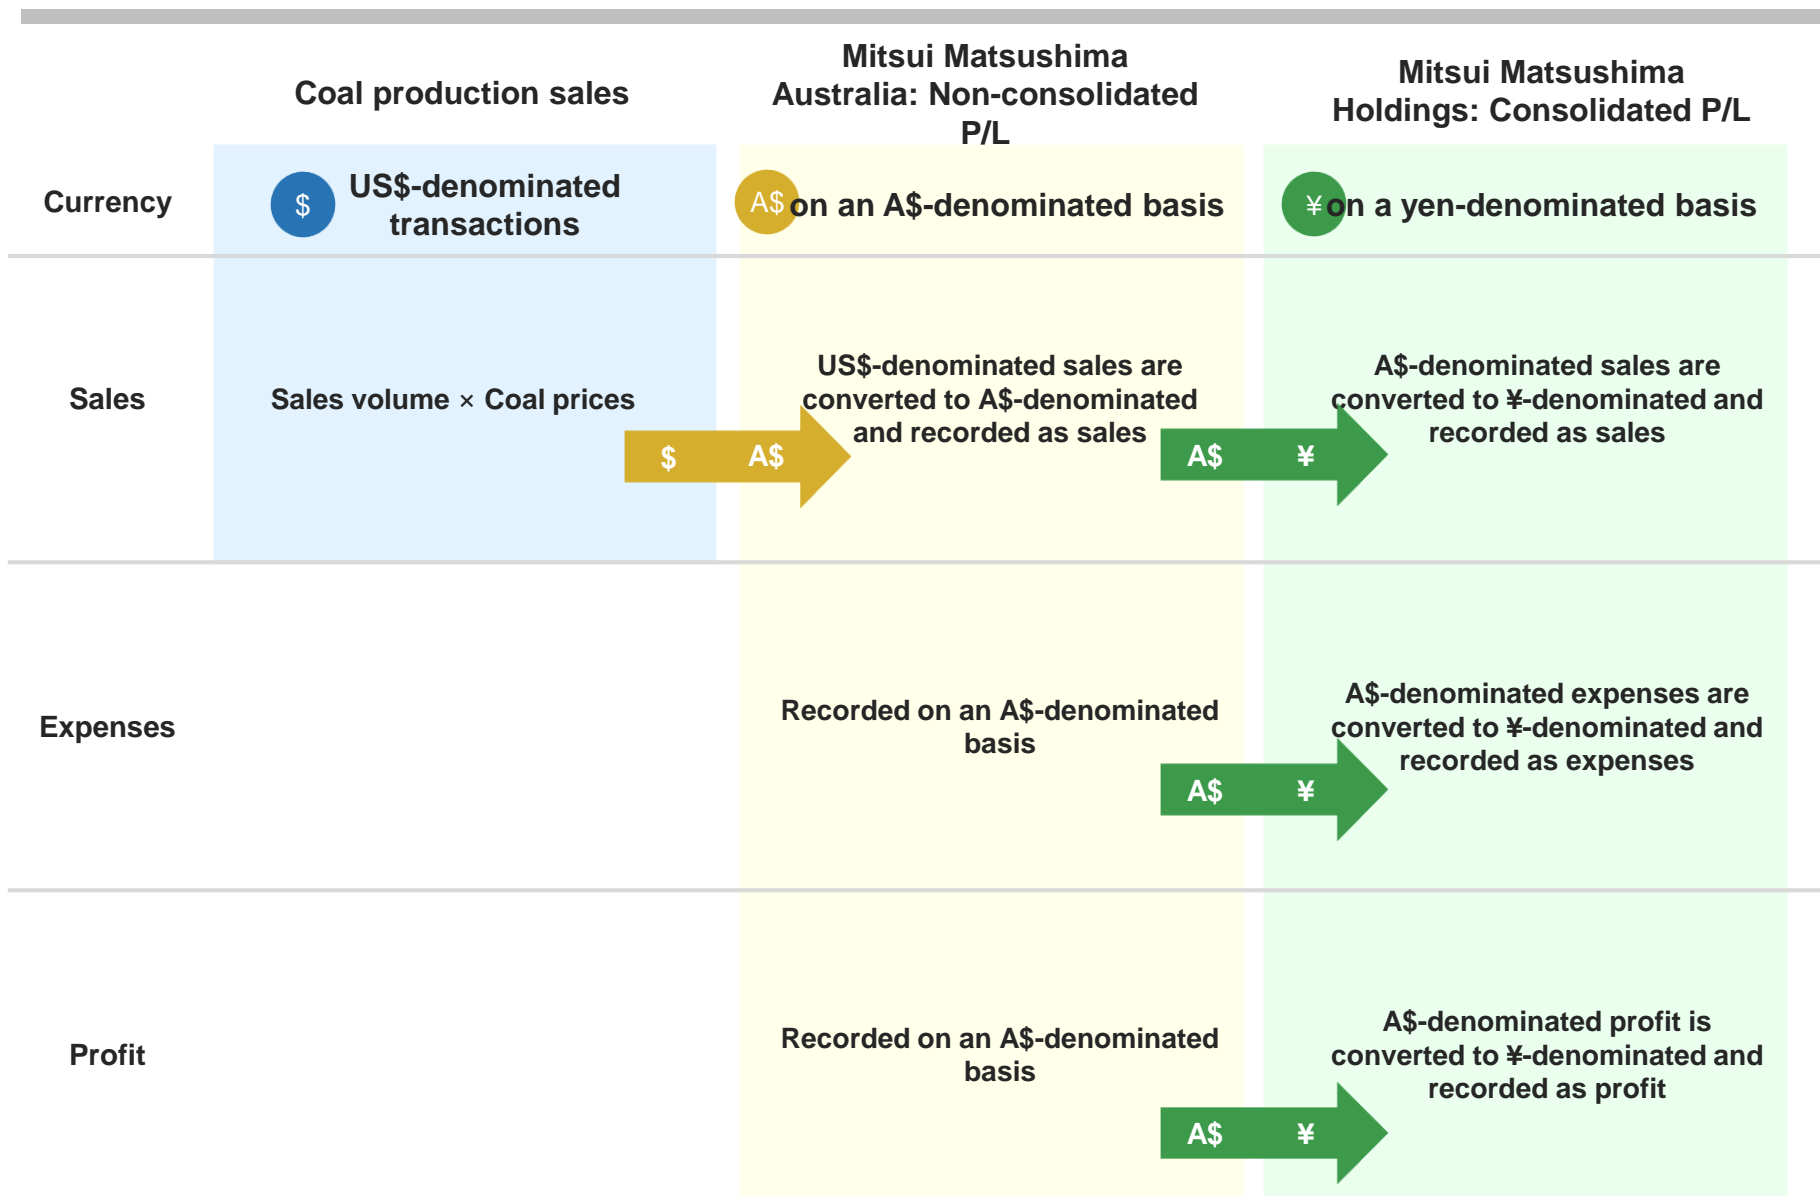 Coal production sales
Mitsui Matsushima
Australia: Non-consolidated
P/L
Mitsui Matsushima
Holdings: Consolidated P/L
Currency
$
US$-denominated
transactions
A$
on an A$-denominated basis
¥
on a yen-denominated basis
Sales
Sales volume × Coal prices
$ A$
US$-denominated sales are
converted to A$-denominated
and recorded as sales
A$ ¥
A$-denominated sales are
converted to ¥-denominated and
recorded as sales
Expenses
Recorded on an A$-denominated
basis
A$ ¥
A$-denominated expenses are
converted to ¥-denominated and
recorded as expenses
Profit
Recorded on an A$-denominated
basis
A$ ¥
A$-denominated profit is
converted to ¥-denominated and
recorded as profit